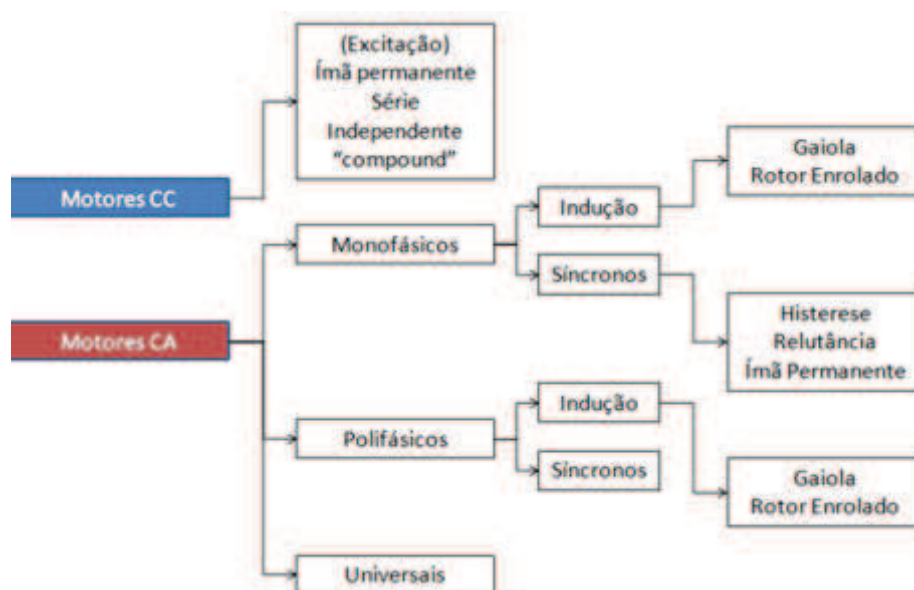 (Excitação)
Ímã permanente
Série
Independente
“compound”
Motores CC
Gaiola
Rotor Enrolado
Monofásicos
Indução
Síncronos
Histerese
Relutância
Ímã Permanente
Motores CA
Polifásicos
Indução
Síncronos
Gaiola
Rotor Enrolado
Universais